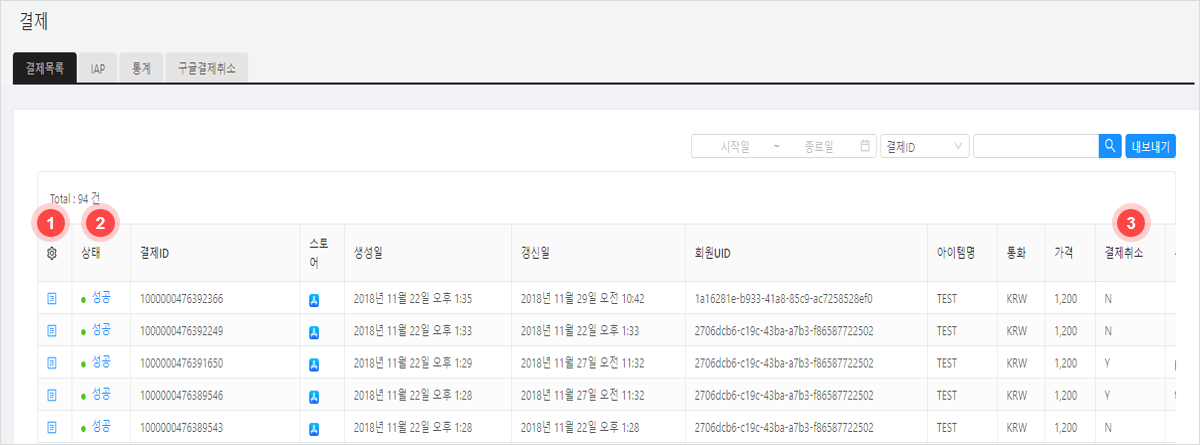 결제
결제목록 IAP 통계 구글결제취소
시작일 ~ 종료일 결제ID 내보내기
Total : 94 건
1 2 3
상태 결제ID 스토어 생성일 갱신일 회원UID 아이템명 통화 가격 결제취소
성공 1000000476392366 2018년 11월 22일 오후 1:35 2018년 11월 29일 오전 10:42 1a16281e-b933-41a8-85c9-ac7258528ef0 TEST KRW 1,200 N
성공 1000000476392249 2018년 11월 22일 오후 1:33 2018년 11월 22일 오후 1:33 2706dcb6-c19c-43ba-a7b3-f86587722502 TEST KRW 1,200 N
성공 1000000476391650 2018년 11월 22일 오후 1:29 2018년 11월 27일 오전 11:32 2706dcb6-c19c-43ba-a7b3-f86587722502 TEST KRW 1,200 Y
성공 1000000476389546 2018년 11월 22일 오후 1:28 2018년 11월 27일 오전 11:32 2706dcb6-c19c-43ba-a7b3-f86587722502 TEST KRW 1,200 Y
성공 1000000476389543 2018년 11월 22일 오후 1:28 2018년 11월 22일 오후 1:28 2706dcb6-c19c-43ba-a7b3-f86587722502 TEST KRW 1,200 N